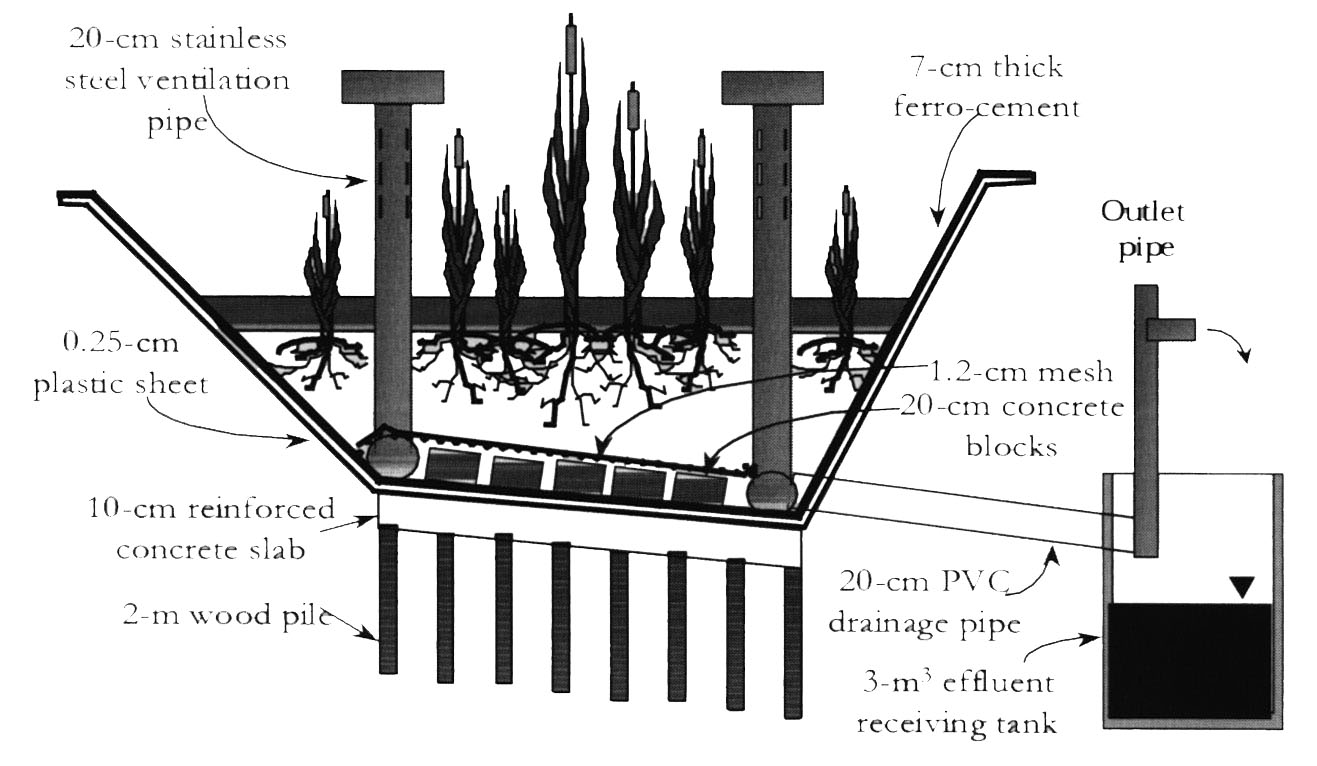 20-cm stainless
steel ventilation
pipe
7-cm thick
ferro-cement
Outlet
pipe
0.25-cm
plastic sheet
1.2-cm mesh
20-cm concrete
blocks
10-cm reinforced
concrete slab
2-m wood pile
20-cm PVC
drainage pipe
3-m³ effluent
receiving tank